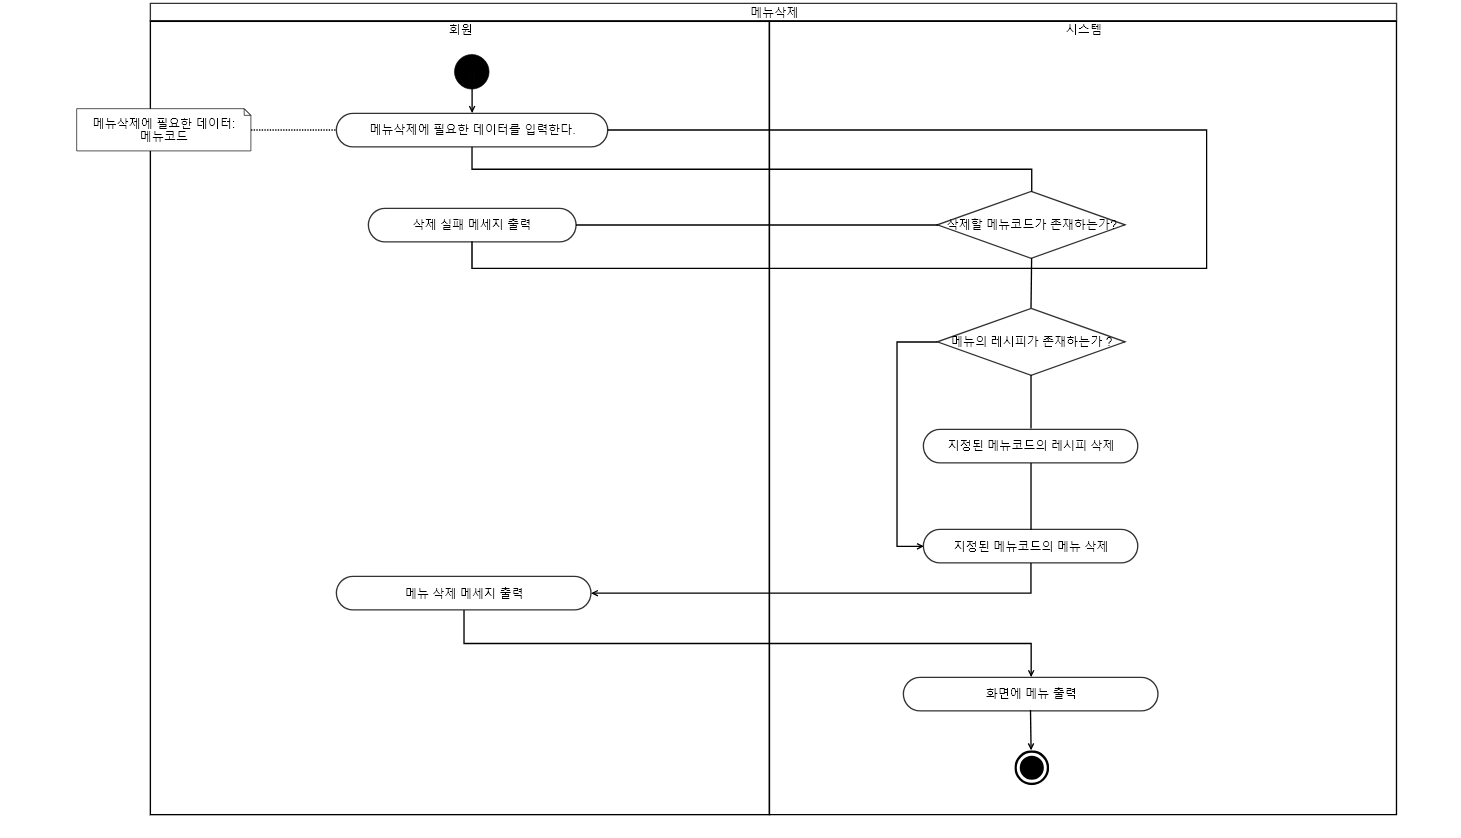 메뉴삭제
회원
시스템
메뉴삭제에 필요한 데이터:
메뉴코드
메뉴삭제에 필요한 데이터를 입력한다.
삭제 실패 메세지 출력
삭제할 메뉴코드가 존재하는가?
메뉴의 레시피가 존재하는가 ?
지정된 메뉴코드의 레시피 삭제
지정된 메뉴코드의 메뉴 삭제
메뉴 삭제 메세지 출력
화면에 메뉴 출력